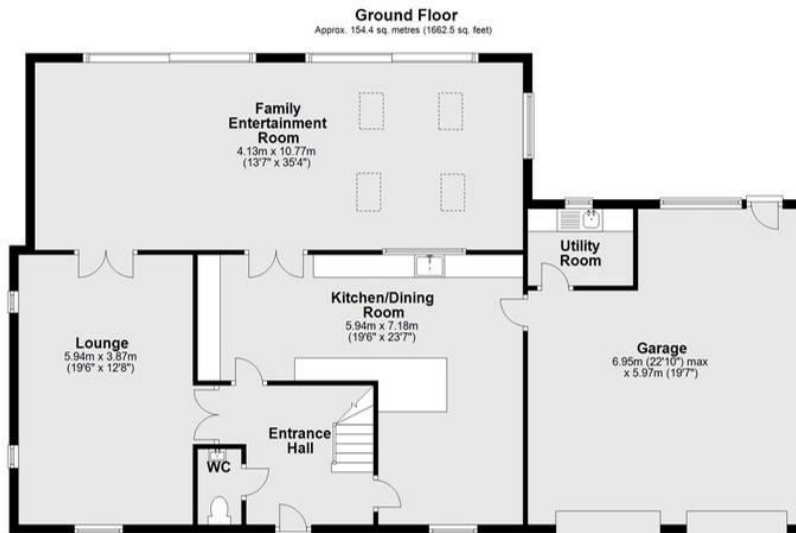 Ground Floor
Approx. 154.4 sq. metres (1662.5 sq. feet)
Family
Entertainment
Room
4.13m x 10.77m
(13'7" x 35'4")
Utility
Room
Kitchen/Dining
Room
5.94m x 7.18m
(19'6" x 23'7")
Lounge
5.94m x 3.87m
(19'6" x 12'8")
Garage
6.95m (22'10") max
x 5.97m (19'7")
Entrance
Hall
WC